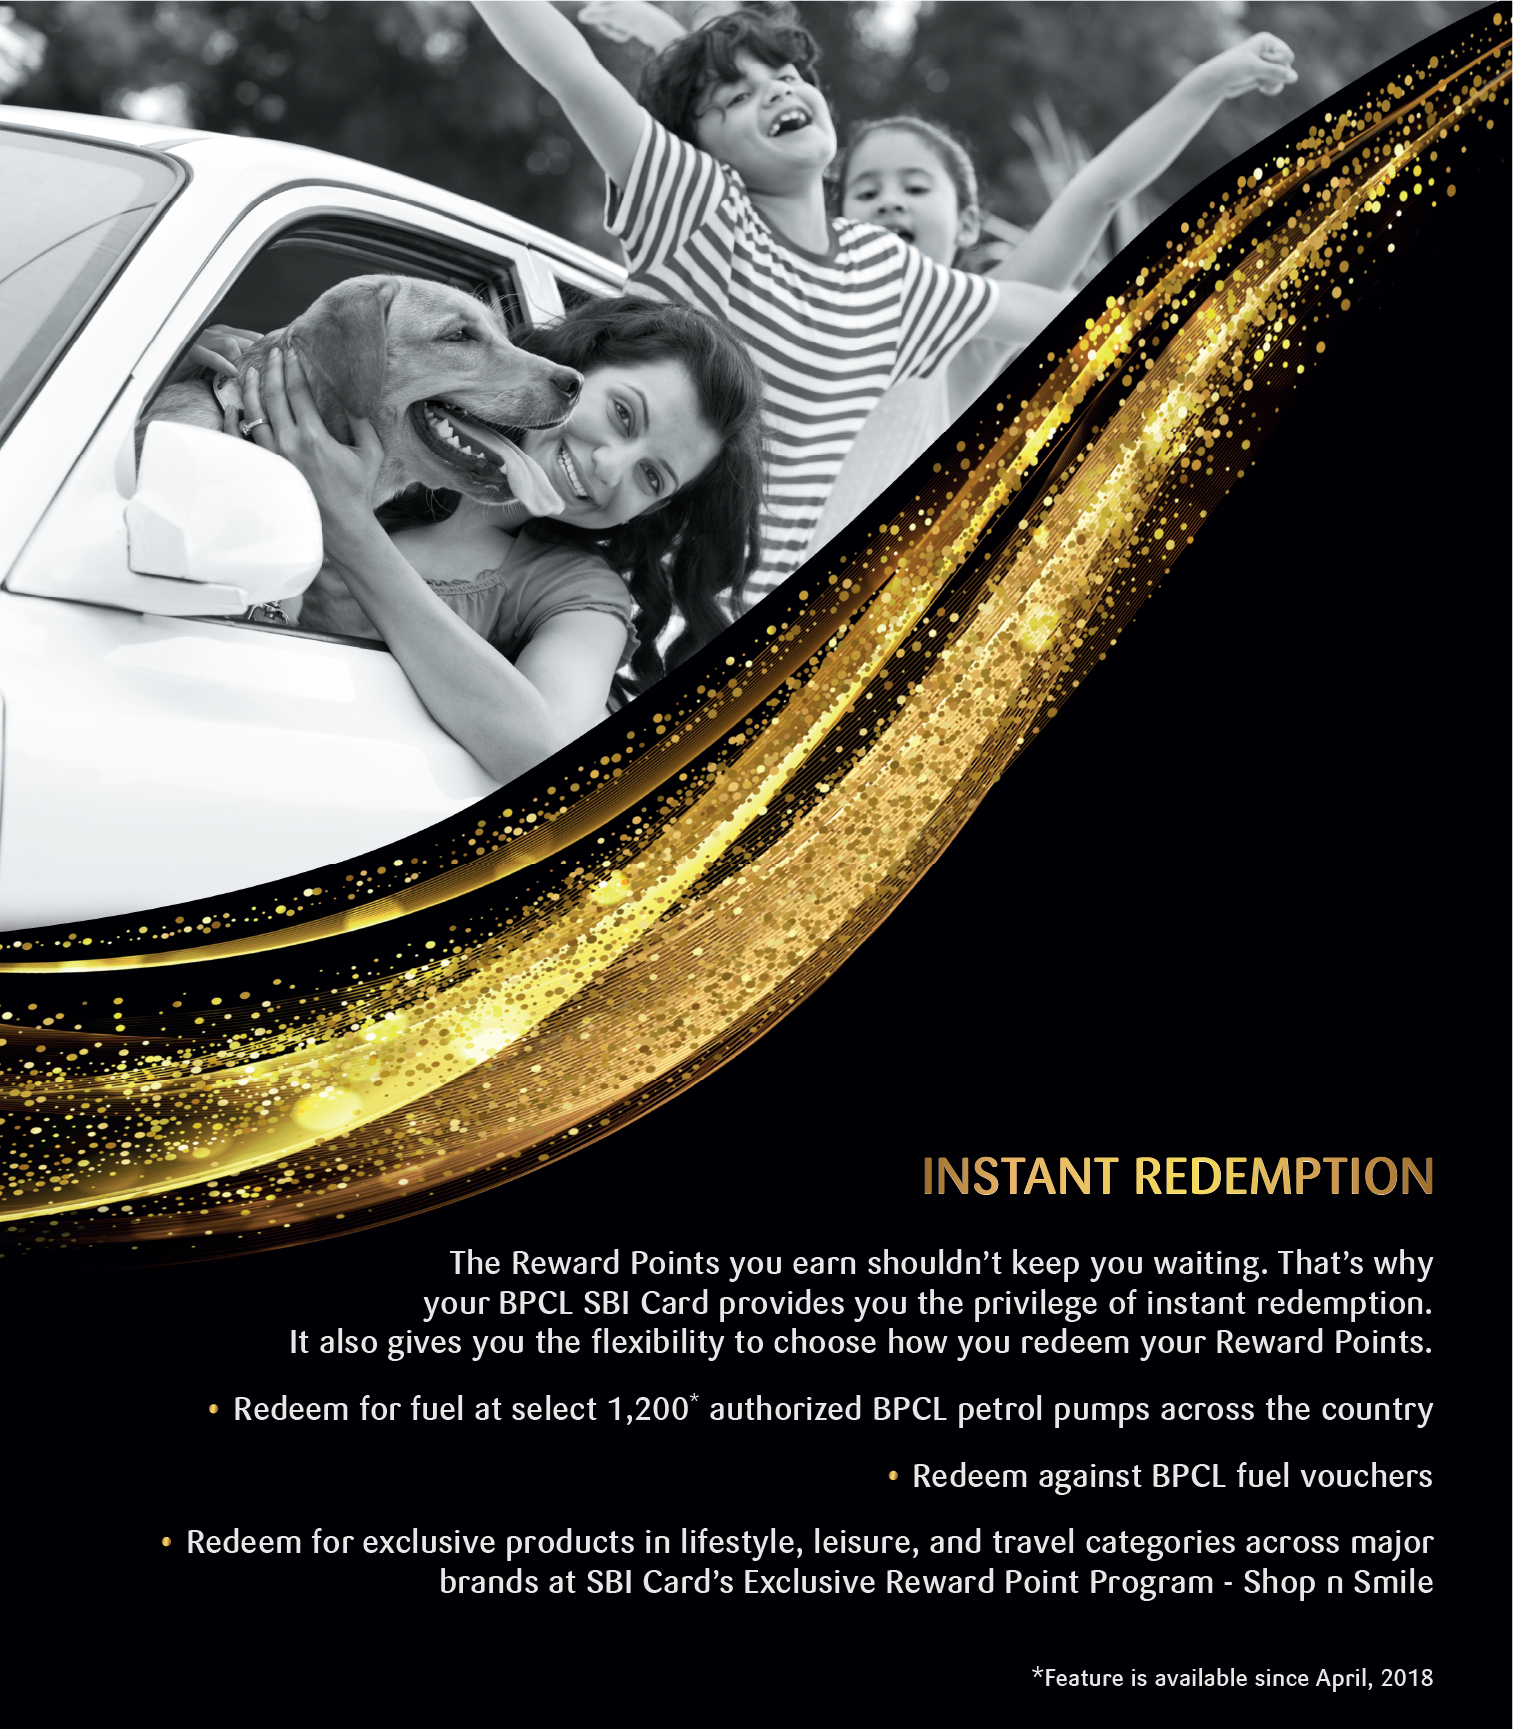 INSTANT REDEMPTION
The Reward Points you earn shouldn’t keep you waiting. That’s why
your BPCL SBI Card provides you the privilege of instant redemption.
It also gives you the flexibility to choose how you redeem your Reward Points.
• Redeem for fuel at select 1,200* authorized BPCL petrol pumps across the country
• Redeem against BPCL fuel vouchers
• Redeem for exclusive products in lifestyle, leisure, and travel categories across major
brands at SBI Card’s Exclusive Reward Point Program - Shop n Smile
*Feature is available since April, 2018